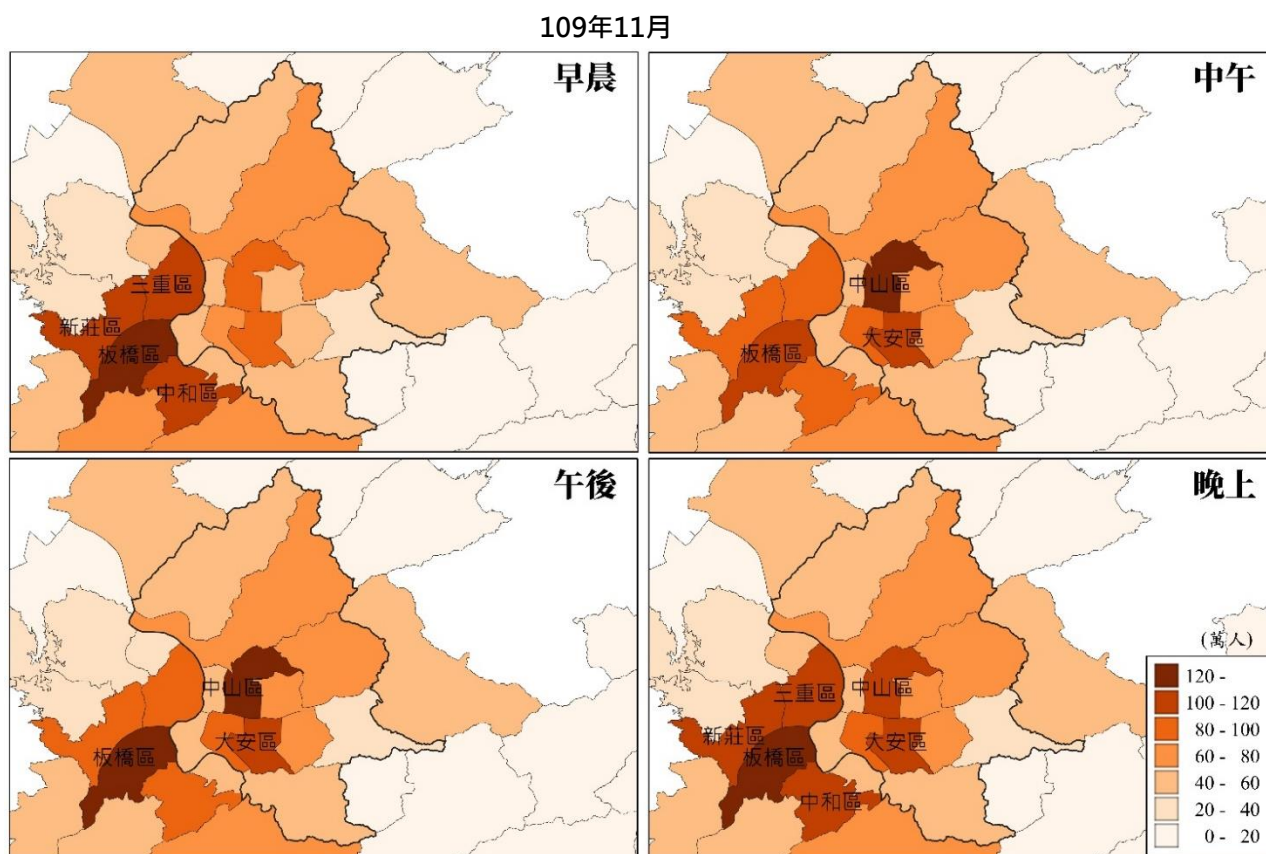 109年11月
早晨
三重區
新莊區
板橋區
中和區
中午
中山區
大安區
板橋區
午後
中山區
大安區
板橋區
晚上
三重區
中山區
新莊區
大安區
板橋區
中和區
(萬人)
120 -
100 - 120
80 - 100
60 - 80
40 - 60
20 - 40
0 - 20